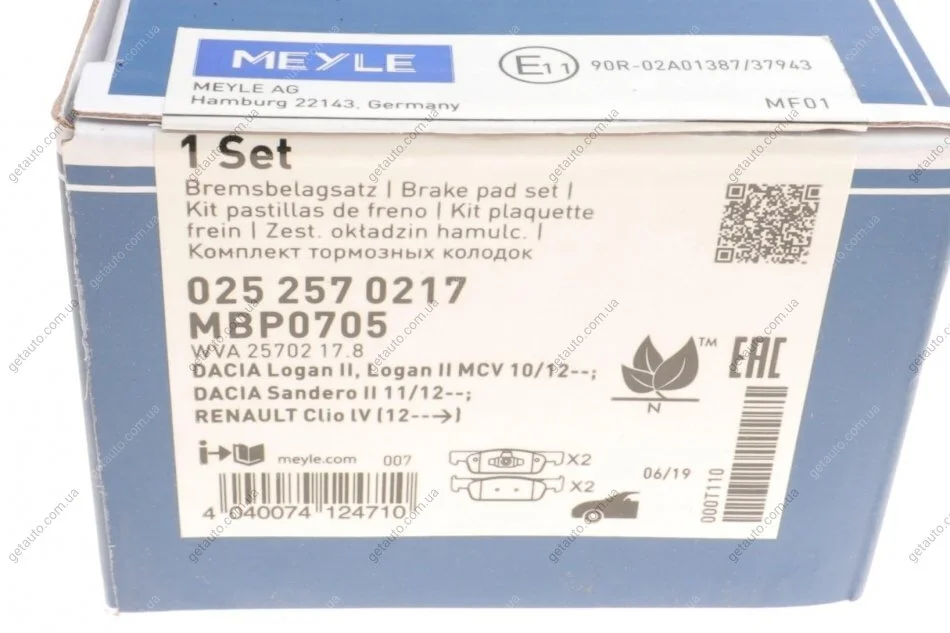 MEYLE
E11 90R-02A01387/37943
MEYLE AG
Hamburg 22143, Germany
MF01
1 Set
Bremsbelagsatz | Brake pad set |
Kit pastillas de freno | Kit plaquette
frein | Zest. okładzin hamulc. |
Комплект тормозных колодок
025 257 0217
MBP0705
WVA 25702 17.8
DACIA Logan II, Logan II MCV 10/12--;
DACIA Sandero II 11/12--;
RENAULT Clio lV (12--→)
TM
N
EAC
i→ meyle.com 007
X2
X2
06/19
000T110
4 040074 124710
getauto.com.ua